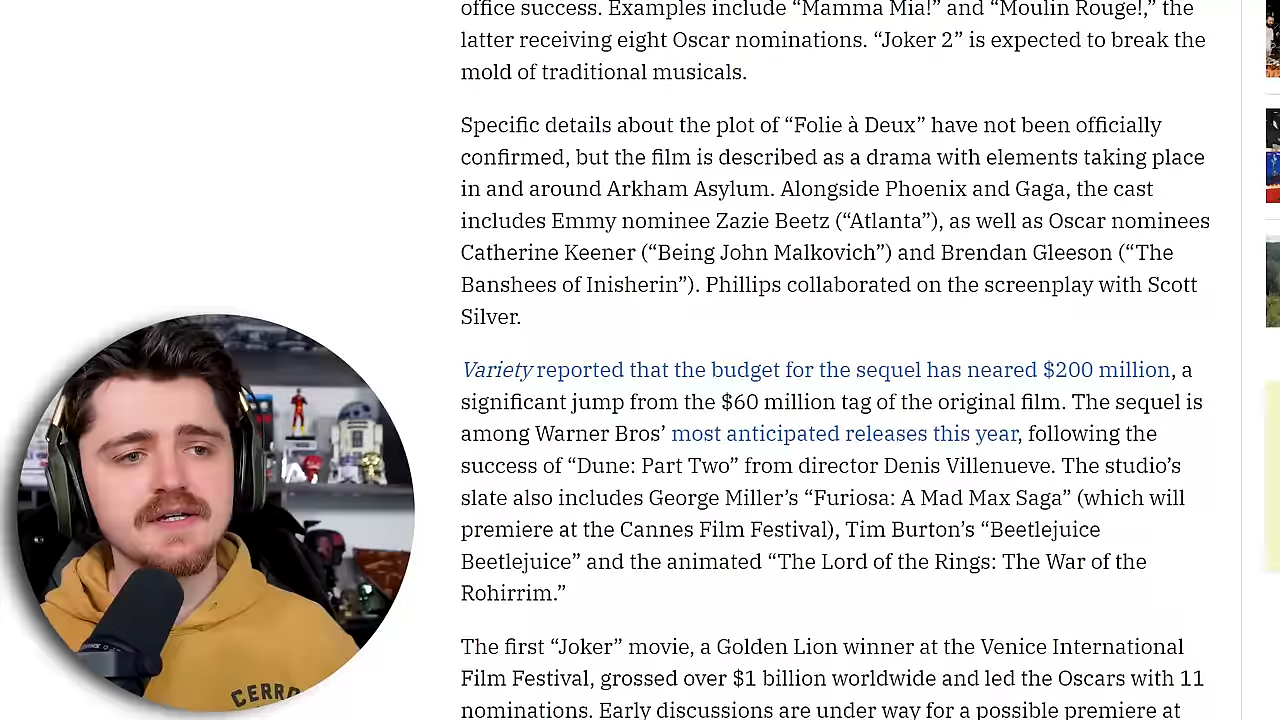 office success. Examples include “Mamma Mia!” and “Moulin Rouge!,” the
latter receiving eight Oscar nominations. “Joker 2” is expected to break the
mold of traditional musicals.
Specific details about the plot of “Folie à Deux” have not been officially
confirmed, but the film is described as a drama with elements taking place
in and around Arkham Asylum. Alongside Phoenix and Gaga, the cast
includes Emmy nominee Zazie Beetz (“Atlanta”), as well as Oscar nominees
Catherine Keener (“Being John Malkovich”) and Brendan Gleeson (“The
Banshees of Inisherin”). Phillips collaborated on the screenplay with Scott
Silver.
Variety reported that the budget for the sequel has neared $200 million, a
significant jump from the $60 million tag of the original film. The sequel is
among Warner Bros’ most anticipated releases this year, following the
success of “Dune: Part Two” from director Denis Villenueve. The studio’s
slate also includes George Miller’s “Furiosa: A Mad Max Saga” (which will
premiere at the Cannes Film Festival), Tim Burton’s “Beetlejuice
Beetlejuice” and the animated “The Lord of the Rings: The War of the
Rohirrim.”
The first “Joker” movie, a Golden Lion winner at the Venice International
Film Festival, grossed over $1 billion worldwide and led the Oscars with 11
nominations. Early discussions are under way for a possible premiere at
CERRO